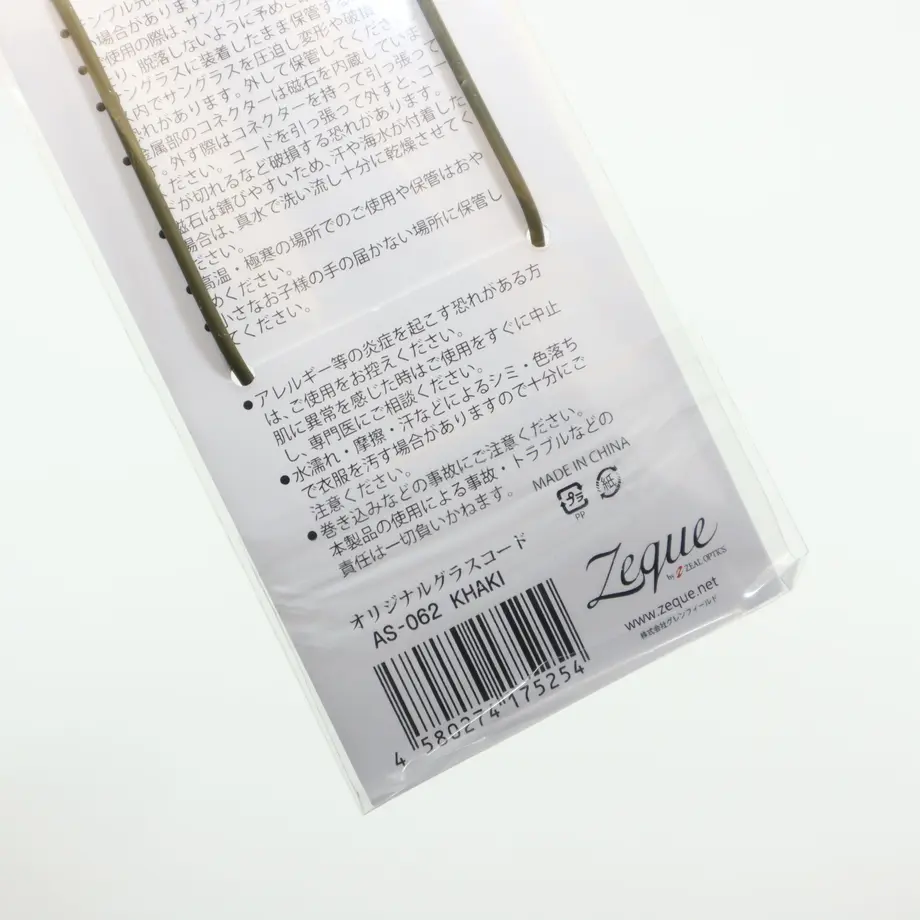 場合があります。
使用の際は、サングラス
り、脱落しないように予め
ングラスに装着したまま保管する
内でサングラスを圧迫し変形や破損
恐れがあります。外して保管してくださ
金属部のコネクターは磁石を内蔵していま
す。外す際はコネクターを持って引っ張って
ください。コードを引っ張って外すと、コー
ドが切れるなど破損する恐れがあります。
磁石は錆びやすいため、汗や海水が付着した
場合は、真水で洗い流し十分に乾燥させてく
ださい。
高温・極寒の場所でのご使用や保管はおや
めください。
小さなお子様の手の届かない場所に保管し
てください。
●アレルギー等の炎症を起こす恐れがある方
は、ご使用をお控えください。
肌に異常を感じた時はご使用をすぐに中止
し、専門医にご相談ください。
●水濡れ・摩擦・汗などによるシミ・色落ち
で衣服を汚す場合がありますので十分にご
注意ください。
●巻き込みなどの事故にご注意ください。
本製品の使用による事故・トラブルなどの
責任は一切負いかねます。
MADE IN CHINA
プラ 紙
PP
オリジナルグラスコード
AS-062 KHAKI
4 580274 175254
Zeque
by ZEAL OPTICS
www.zeque.net
株式会社グレンフィールド